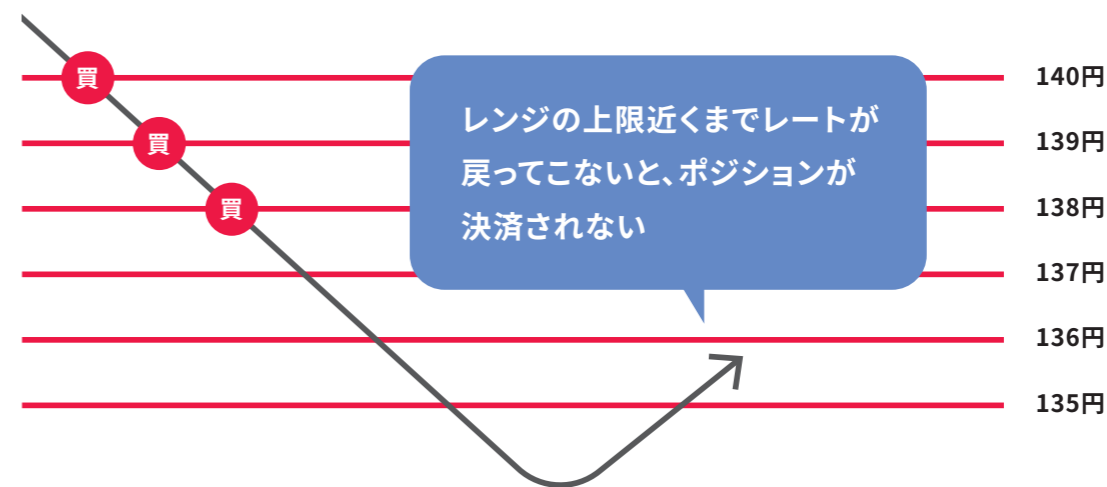 買
140円
買
139円
買
138円
137円
136円
135円
レンジの上限近くまでレートが
戻ってこないと、ポジションが
決済されない